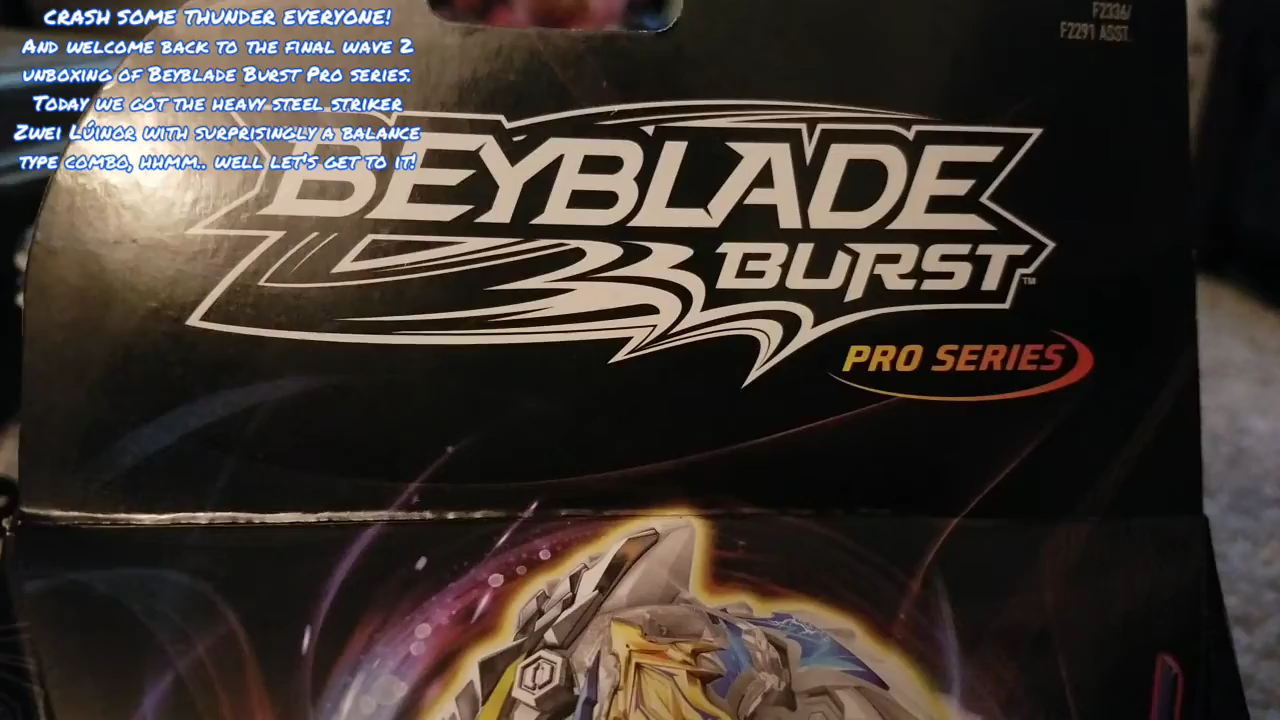 CRASH SOME THUNDER EVERYONE!
AND WELCOME BACK TO THE FINAL WAVE 2
UNBOXING OF BEYBLADE BURST PRO SERIES.
TODAY WE GOT THE HEAVY STEEL STRIKER
ZWEI LÚINOR WITH SURPRISINGLY A BALANCE
TYPE COMBO, HHMM.. WELL LET'S GET TO IT!
F2336/
F2291 ASST.
BEYBLADE
BURST™
PRO SERIES